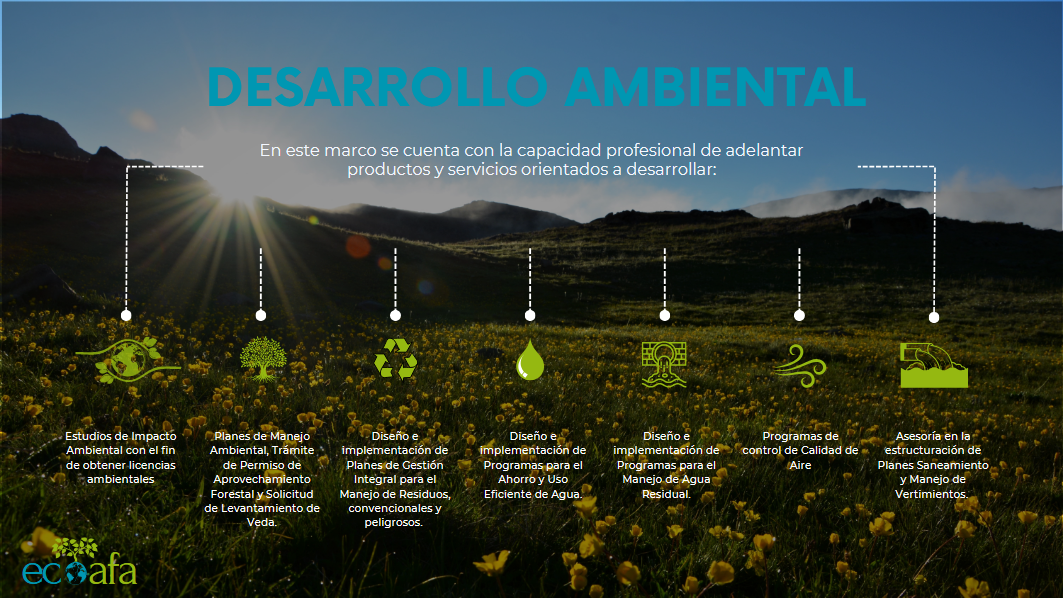 DESARROLLO AMBIENTAL
En este marco se cuenta con la capacidad profesional de adelantar
productos y servicios orientados a desarrollar:
Estudios de Impacto
Ambiental con el fin
de obtener licencias
ambientales
Planes de Manejo
Ambiental, Trámite
de Permiso de
Aprovechamiento
Forestal y Solicitud
de Levantamiento de
Veda.
Diseño e
implementación de
Planes de Gestión
Integral para el
Manejo de Residuos,
convencionales y
peligrosos.
Diseño e
Implementación de
Programas para el
Ahorro y Uso
Eficiente de Agua.
Diseño e
implementación de
Programas para el
Manejo de Agua
Residual.
Programas de
control de Calidad de
Aire
Asesoría en la
estructuración de
Planes Saneamiento
y Manejo de
Vertimientos.
ecoafa